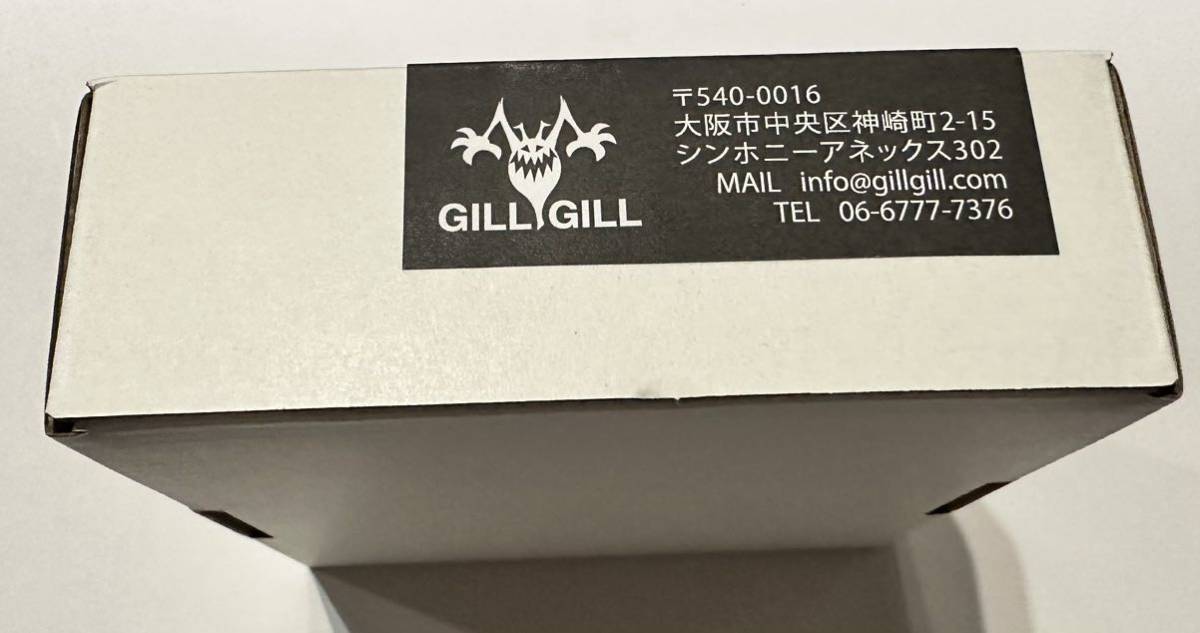 GILL GILL
〒540-0016
大阪市中央区神崎町2-15
シンホニーアネックス302
MAIL info@gillgill.com
TEL 06-6777-7376